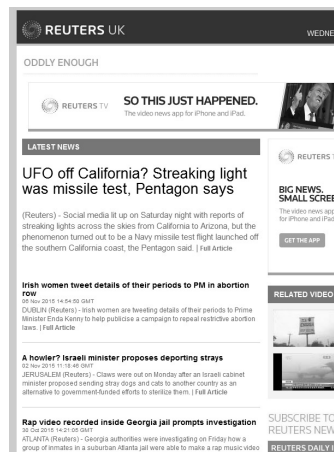 REUTERS UK
WEDNE
ODDLY ENOUGH
REUTERS TV
SO THIS JUST HAPPENED.
The video news app for iPhone and iPad.
LATEST NEWS
UFO off California? Streaking light
was missile test, Pentagon says
(Reuters) - Social media lit up on Saturday night with reports of
streaking lights across the skies from California to Arizona, but the
phenomenon turned out to be a Navy missile test flight launched off
the southern California coast, the Pentagon said. | Full Article
Irish women tweet details of their periods to PM in abortion
row
DUBLIN (Reuters) - Irish women are tweeting details of their periods to Prime
Minister Enda Kenny to help publicise a campaign to repeal restrictive abortion
laws. | Full Article
A howler? Israeli minister proposes deporting strays
02 Nov 2015 11:18:46 GMT
JERUSALEM (Reuters) - Claws were out on Monday after an Israeli cabinet
minister proposed sending stray dogs and cats to another country as an
alternative to government-funded efforts to sterilize them. | Full Article
Rap video recorded inside Georgia jail prompts investigation
30 Oct 2015 14:21:05 GMT
ATLANTA (Reuters) - Georgia authorities were investigating on Friday how a
group of inmates in a suburban Atlanta jail were able to make a rap music video
REUTERS T
BIG NEWS.
SMALL SCREE
The video news app
for iPhone and iPad
GET THE APP
RELATED VIDEO
SUBSCRIBE TO
REUTERS NEW
REUTERS DAILY I